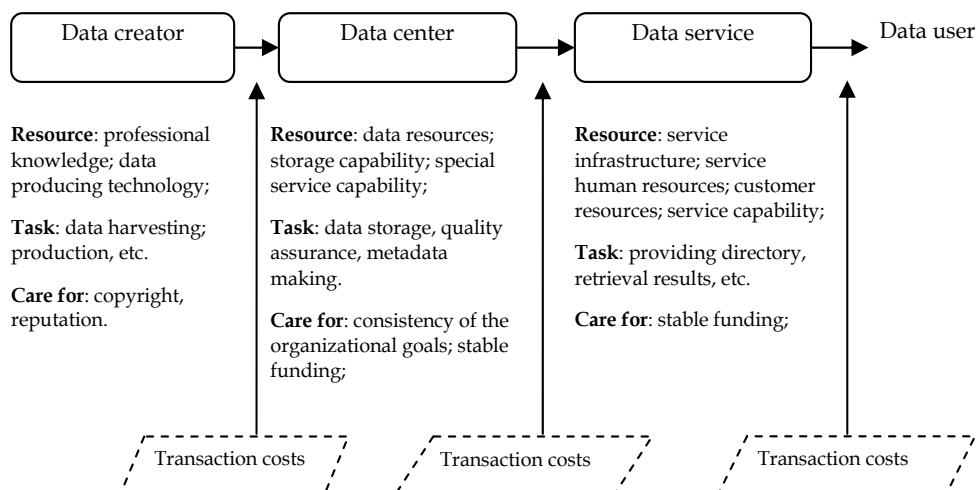 Data creator
Data center
Data service
Data user
Resource: professional
knowledge; data
producing technology;
Task: data harvesting;
production, etc.
Care for: copyright,
reputation.
Resource: data resources;
storage capability; special
service capability;
Task: data storage, quality
assurance, metadata
making.
Care for: consistency of the
organizational goals; stable
funding;
Resource: service
infrastructure; service
human resources; customer
resources; service capability;
Task: providing directory,
retrieval results, etc.
Care for: stable funding;
Transaction costs
Transaction costs
Transaction costs